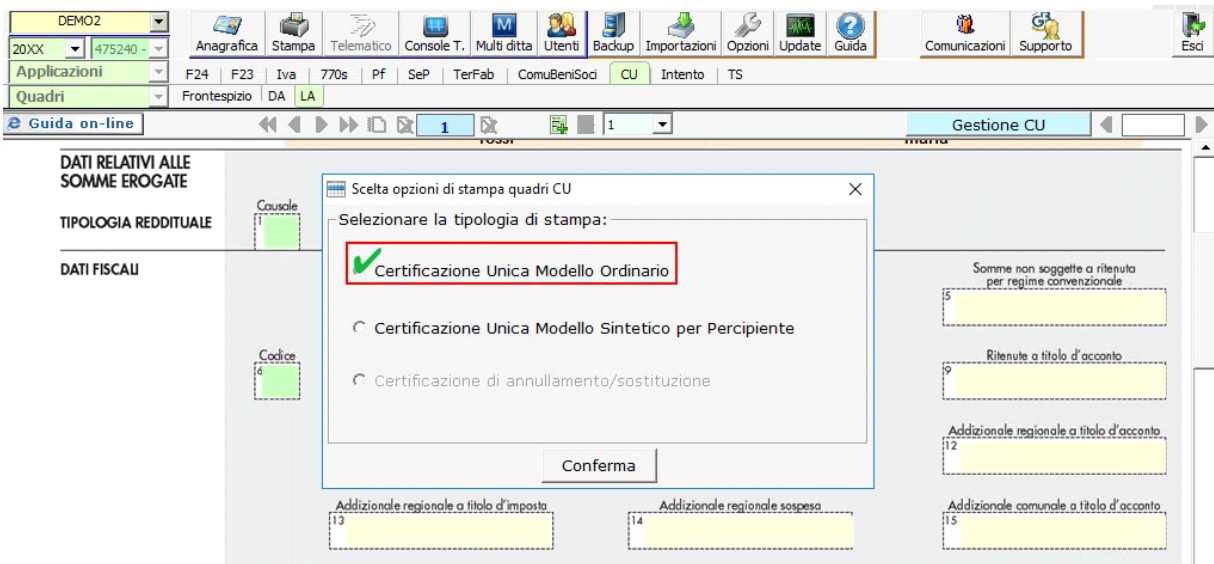 DEMO2
20XX 475240 -
Anagrafica Stampa Telematico Console T. Multi ditta Utenti Backup Importazioni Opzioni Update Guida Comunicazioni Supporto Esci
Applicazioni F24 F23 Iva 770s Pf SeP TerFab ComuBeniSoci CU Intento TS
Quadri Frontespizio DA LA
Guida on-line 1 1 Gestione CU
rossi maria
DATI RELATIVI ALLE
SOMME EROGATE
TIPOLOGIA REDDITUALE
Causale
1
DATI FISCALI
Codice
6
Scelta opzioni di stampa quadri CU
Selezionare la tipologia di stampa:
Certificazione Unica Modello Ordinario
Certificazione Unica Modello Sintetico per Percipiente
Certificazione di annullamento/sostituzione
Conferma
Somme non soggette a ritenuta
per regime convenzionale
5
Ritenute a titolo d'acconto
9
Addizionale regionale a titolo d'acconto
12
Addizionale regionale a titolo d'imposta Addizionale regionale sospesa Addizionale comunale a titolo d'acconto
13 14 15